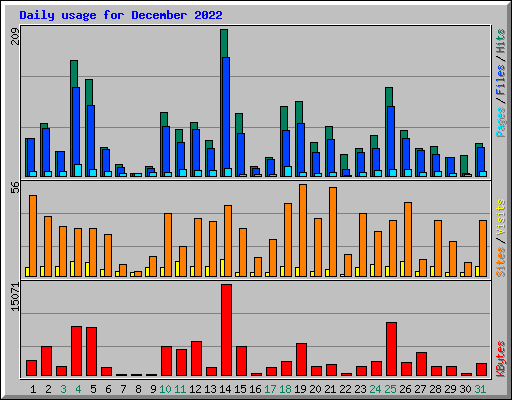 Daily usage for December 2022
209
Pages / Files / Hits
56
Sites / Visits
15071
KBytes
1 2 3 4 5 6 7 8 9 10 11 12 13 14 15 16 17 18 19 20 21 22 23 24 25 26 27 28 29 30 31